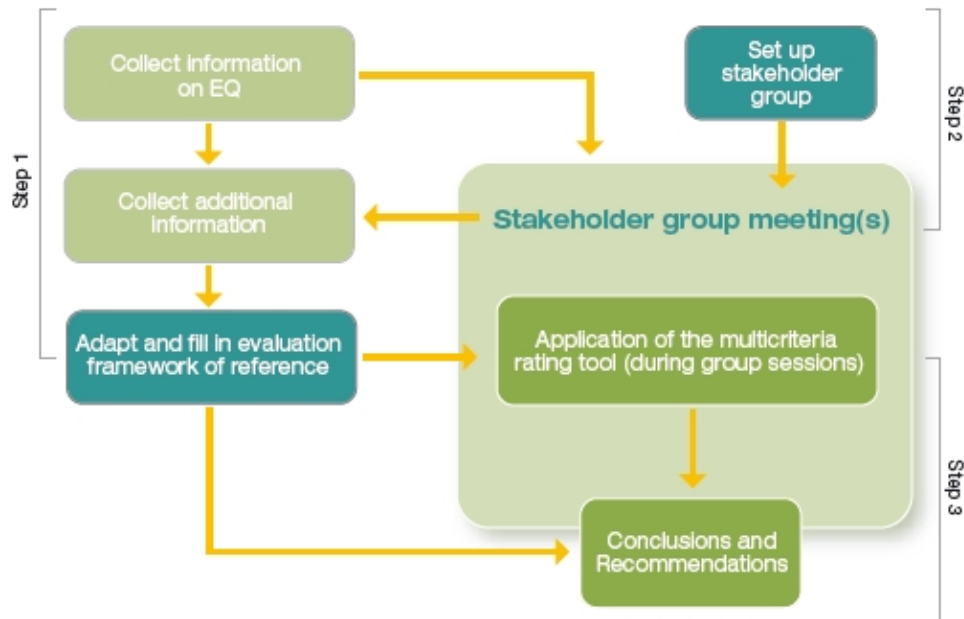 Step 1
Collect information
on EQ
Set up
stakeholder
group
Step 2
Collect additional
information
Stakeholder group meeting(s)
Adapt and fill in evaluation
framework of reference
Application of the multicriteria
rating tool (during group sessions)
Step 3
Conclusions and
Recommendations